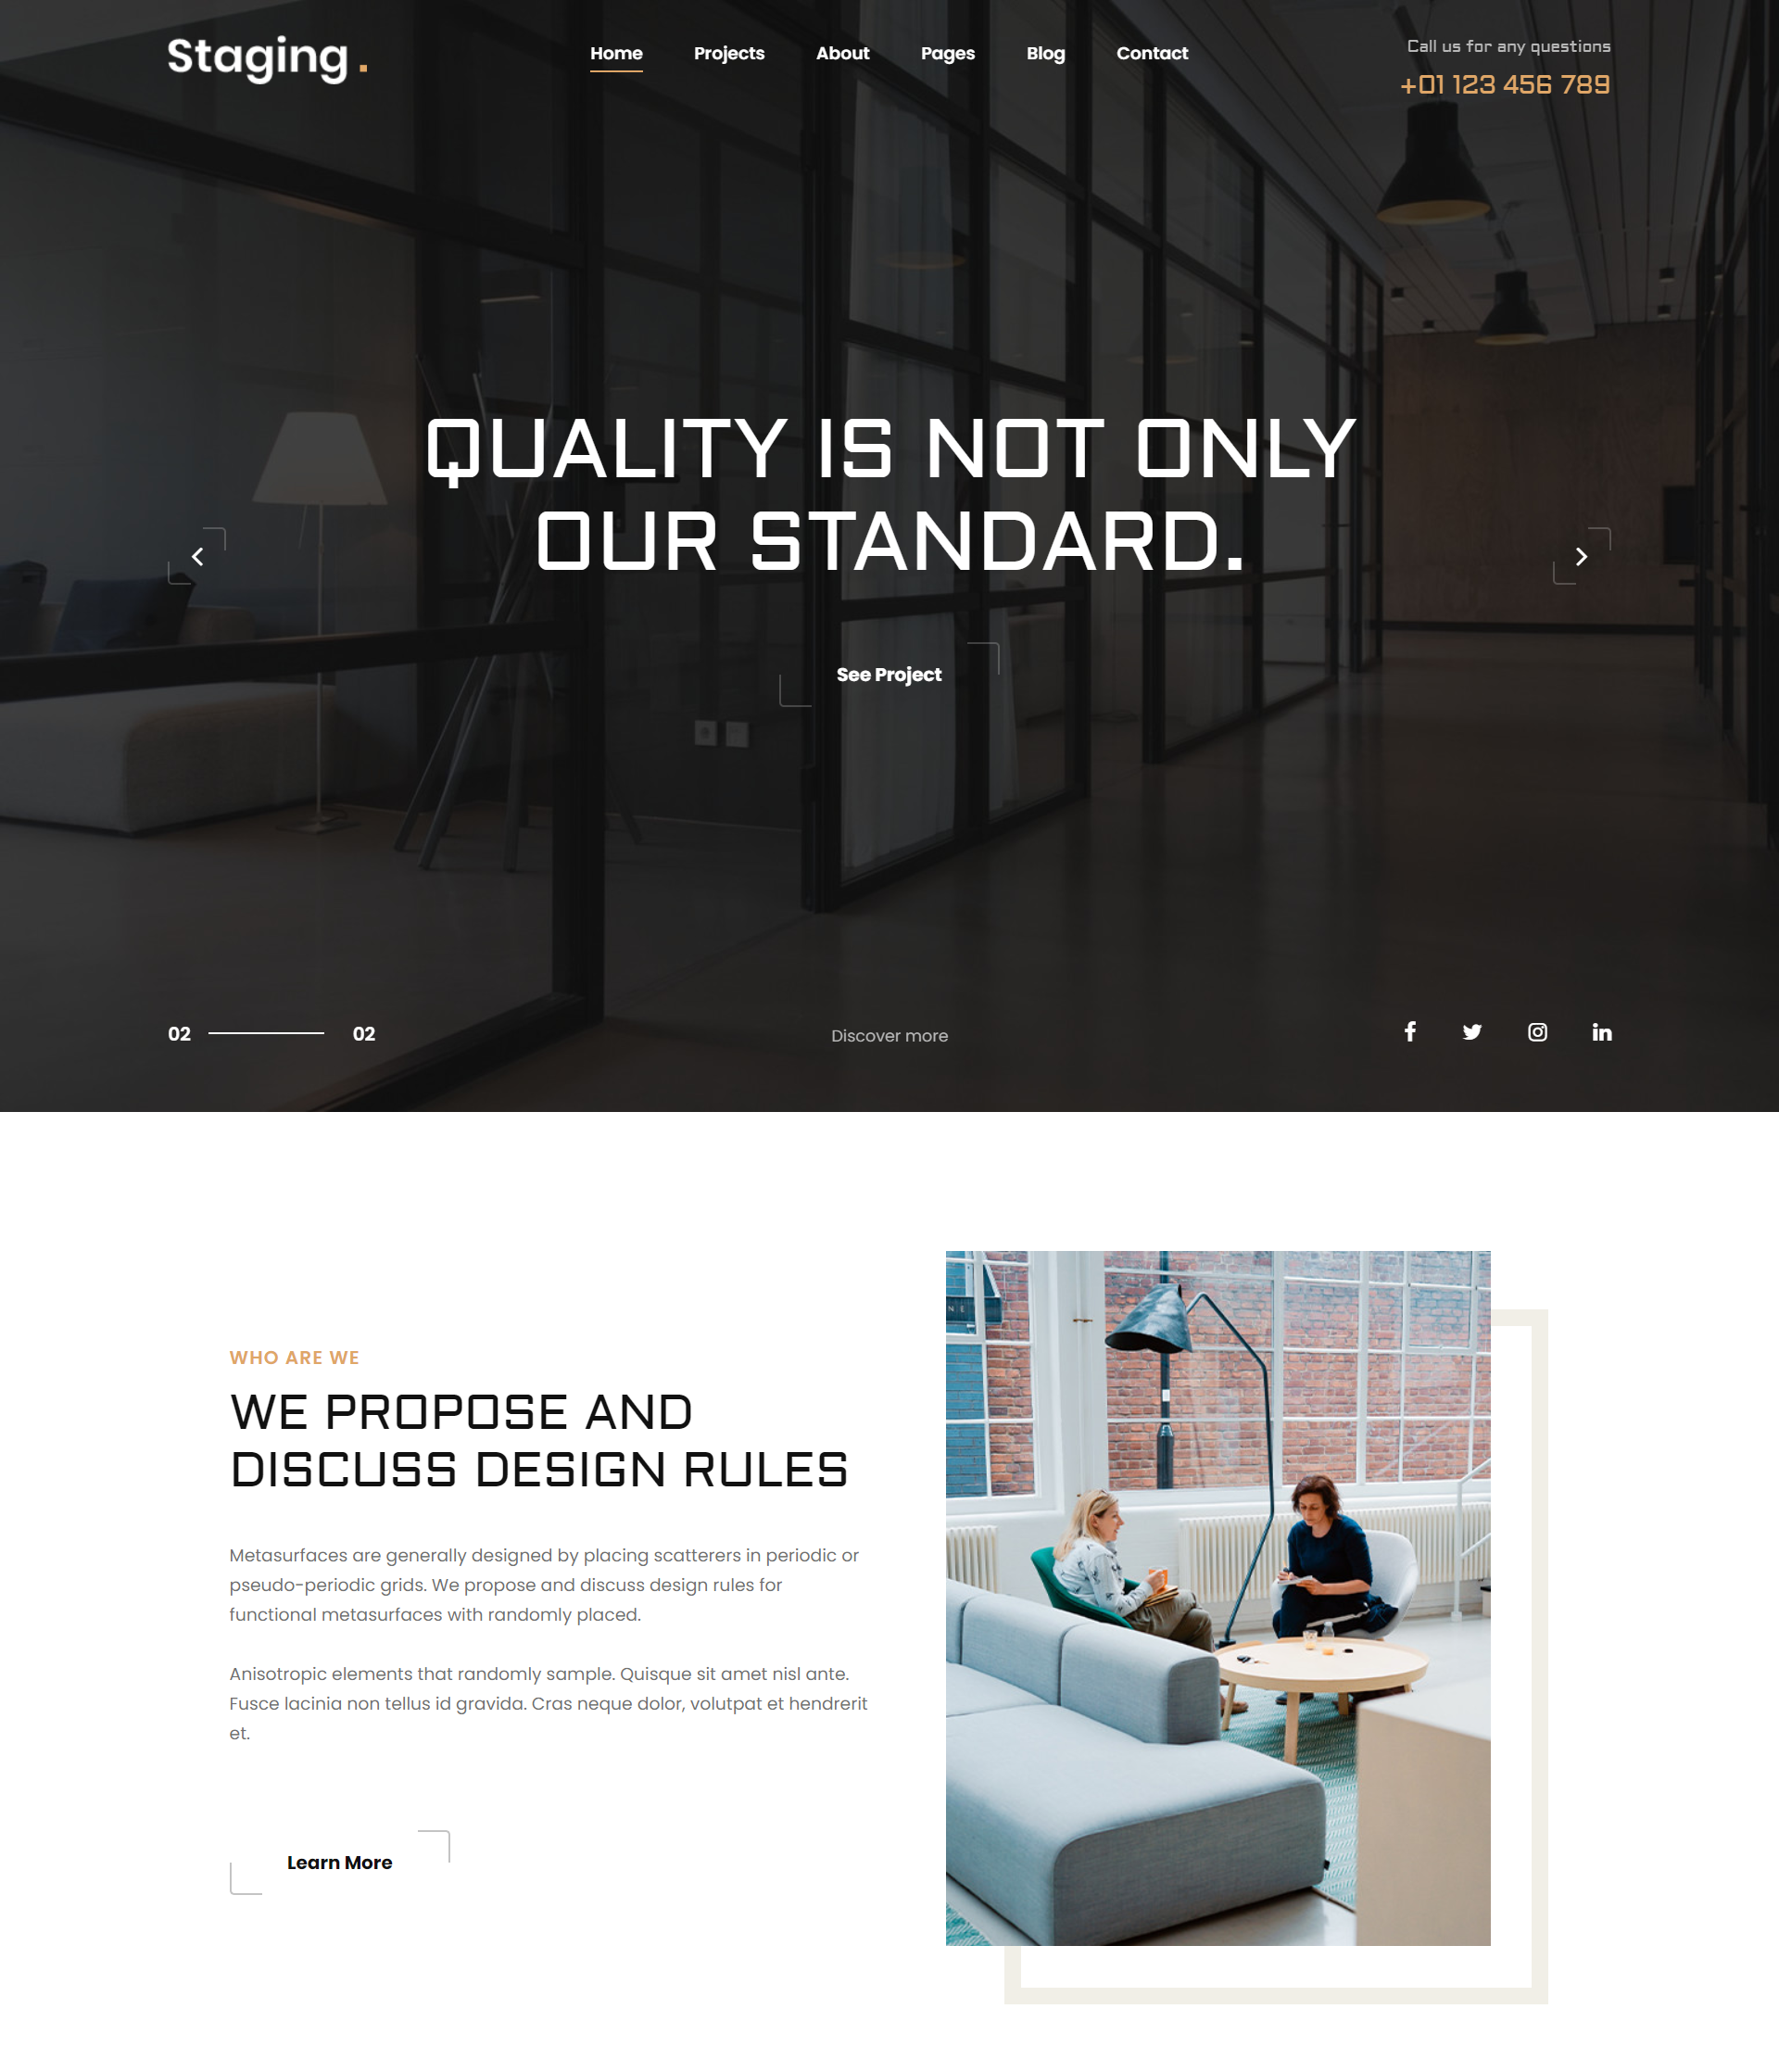 Staging .
Home Projects About Pages Blog Contact
Call us for any questions
+01 123 456 789
QUALITY IS NOT ONLY
OUR STANDARD.
See Project
02 02
Discover more
WHO ARE WE
WE PROPOSE AND
DISCUSS DESIGN RULES
Metasurfaces are generally designed by placing scatterers in periodic or
pseudo-periodic grids. We propose and discuss design rules for
functional metasurfaces with randomly placed.
Anisotropic elements that randomly sample. Quisque sit amet nisl ante.
Fusce lacinia non tellus id gravida. Cras neque dolor, volutpat et hendrerit
et.
Learn More